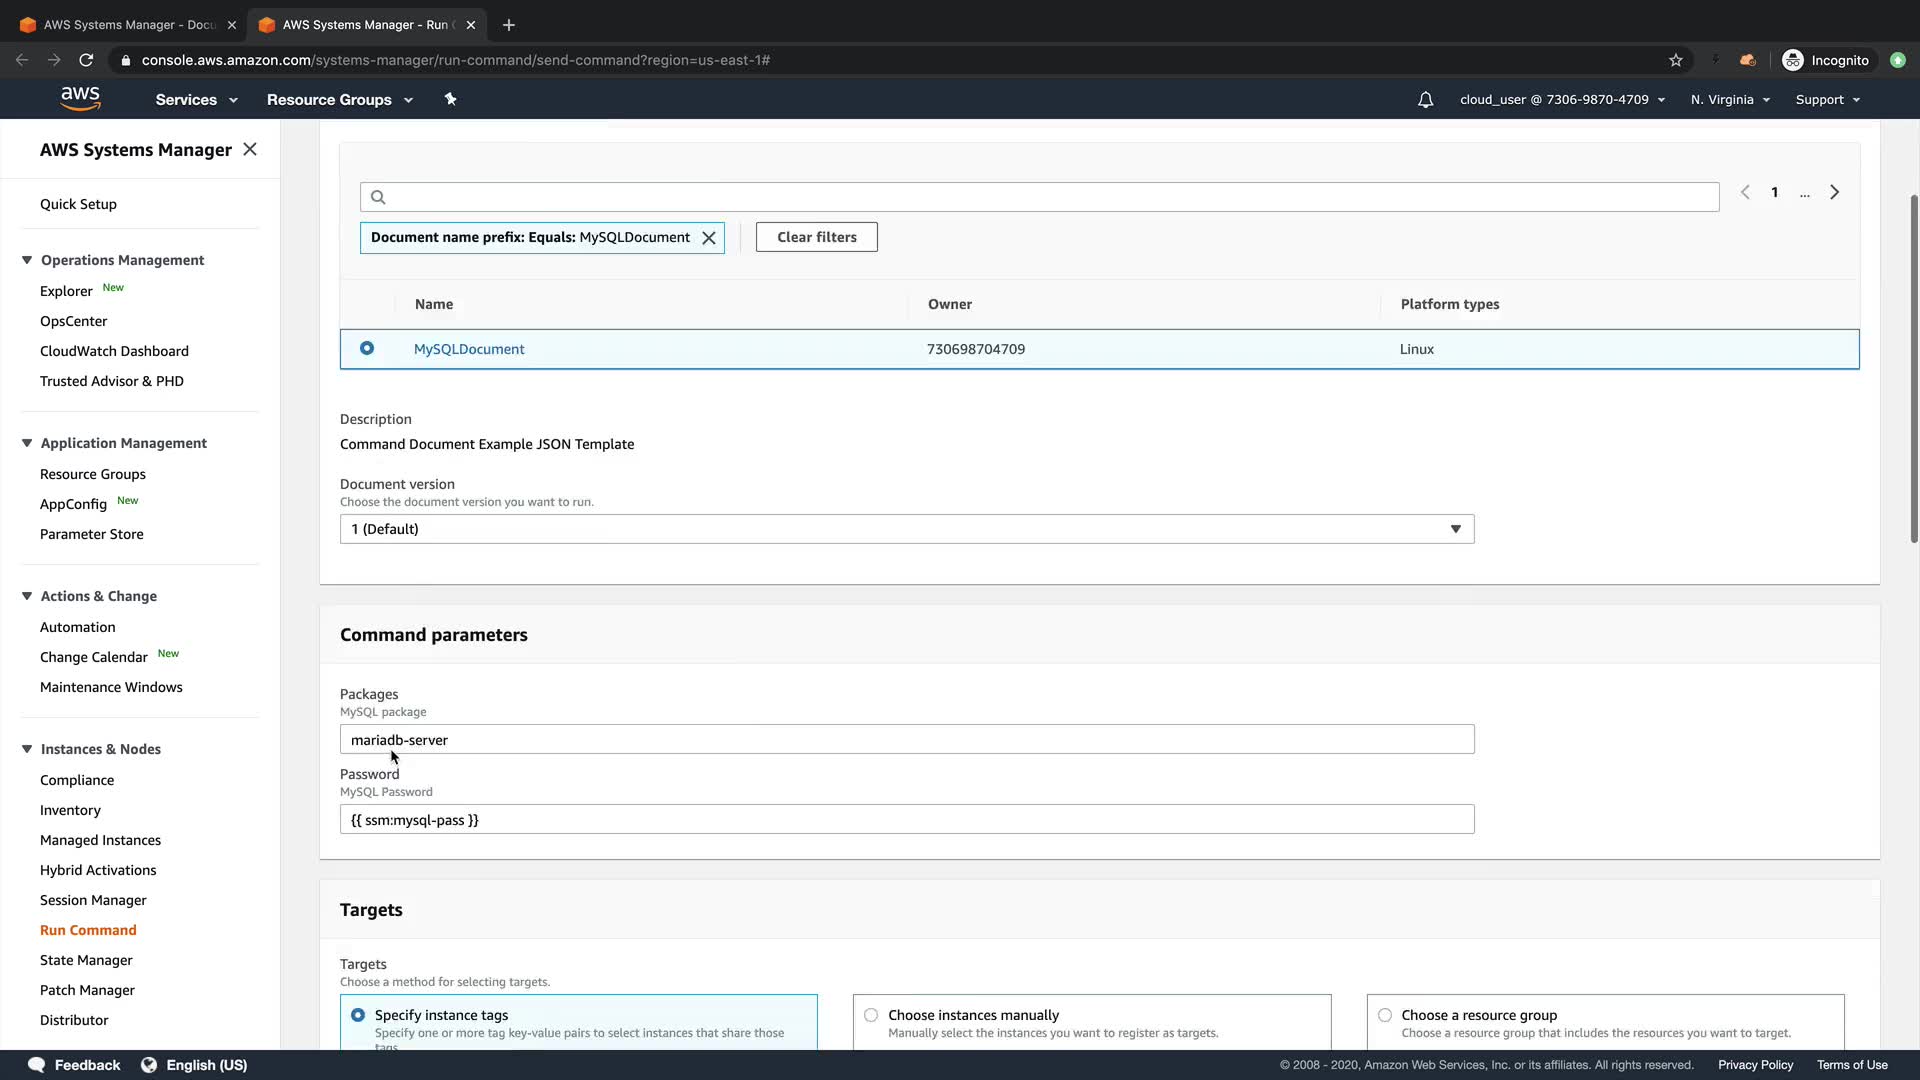 AWS Systems Manager - Docu
AWS Systems Manager - Run
console.aws.amazon.com/systems-manager/run-command/send-command?region=us-east-1#
Incognito
aws
Services
Resource Groups
cloud_user @ 7306-9870-4709
N. Virginia
Support
AWS Systems Manager
Quick Setup
Operations Management
Explorer New
OpsCenter
CloudWatch Dashboard
Trusted Advisor & PHD
Application Management
Resource Groups
AppConfig New
Parameter Store
Actions & Change
Automation
Change Calendar New
Maintenance Windows
Instances & Nodes
Compliance
Inventory
Managed Instances
Hybrid Activations
Session Manager
Run Command
State Manager
Patch Manager
Distributor
1 ...
Document name prefix: Equals: MySQLDocument
Clear filters
Name Owner Platform types
MySQLDocument 730698704709 Linux
Description
Command Document Example JSON Template
Document version
Choose the document version you want to run.
1 (Default)
Command parameters
Packages
MySQL package
mariadb-server
Password
MySQL Password
{{ ssm:mysql-pass }}
Targets
Targets
Choose a method for selecting targets.
Specify instance tags
Specify one or more tag key-value pairs to select instances that share those
tags.
Choose instances manually
Manually select the instances you want to register as targets.
Choose a resource group
Choose a resource group that includes the resources you want to target.
Feedback
English (US)
© 2008 - 2020, Amazon Web Services, Inc. or its affiliates. All rights reserved.
Privacy Policy
Terms of Use